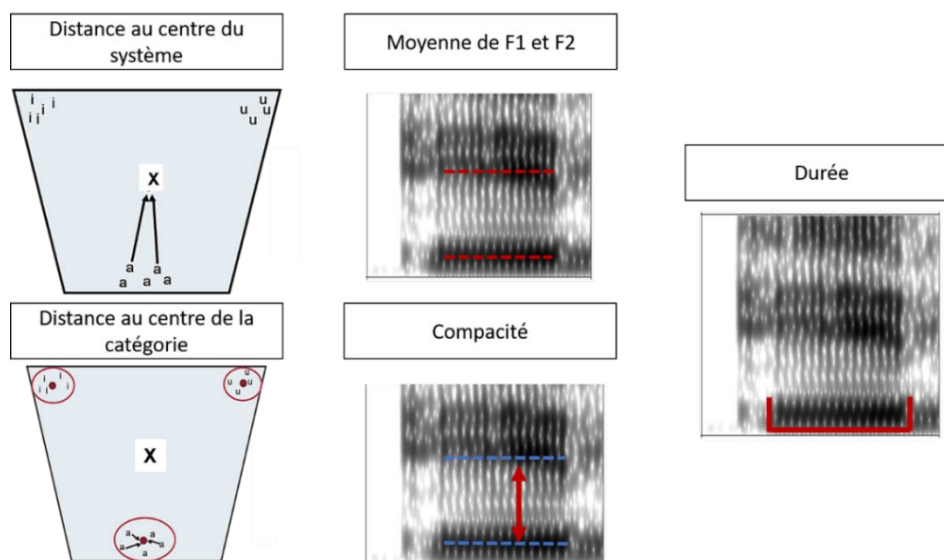 Distance au centre du
système
i
i i
i i
u
u u
u
X
a a
a a a
Distance au centre de la
catégorie
i
i i
i
u
u u
u
X
a a
a a
a
Moyenne de F1 et F2
Compacité
Durée